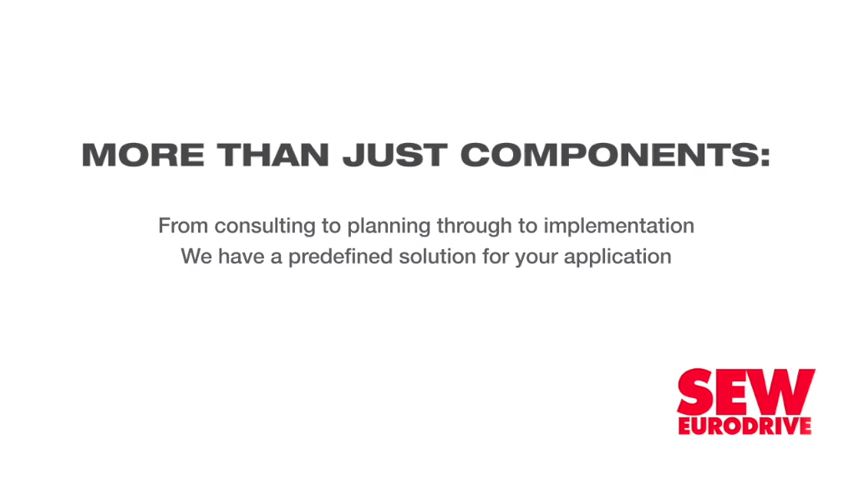 MORE THAN JUST COMPONENTS:
From consulting to planning through to implementation
We have a predefined solution for your application
SEW
EURODRIVE